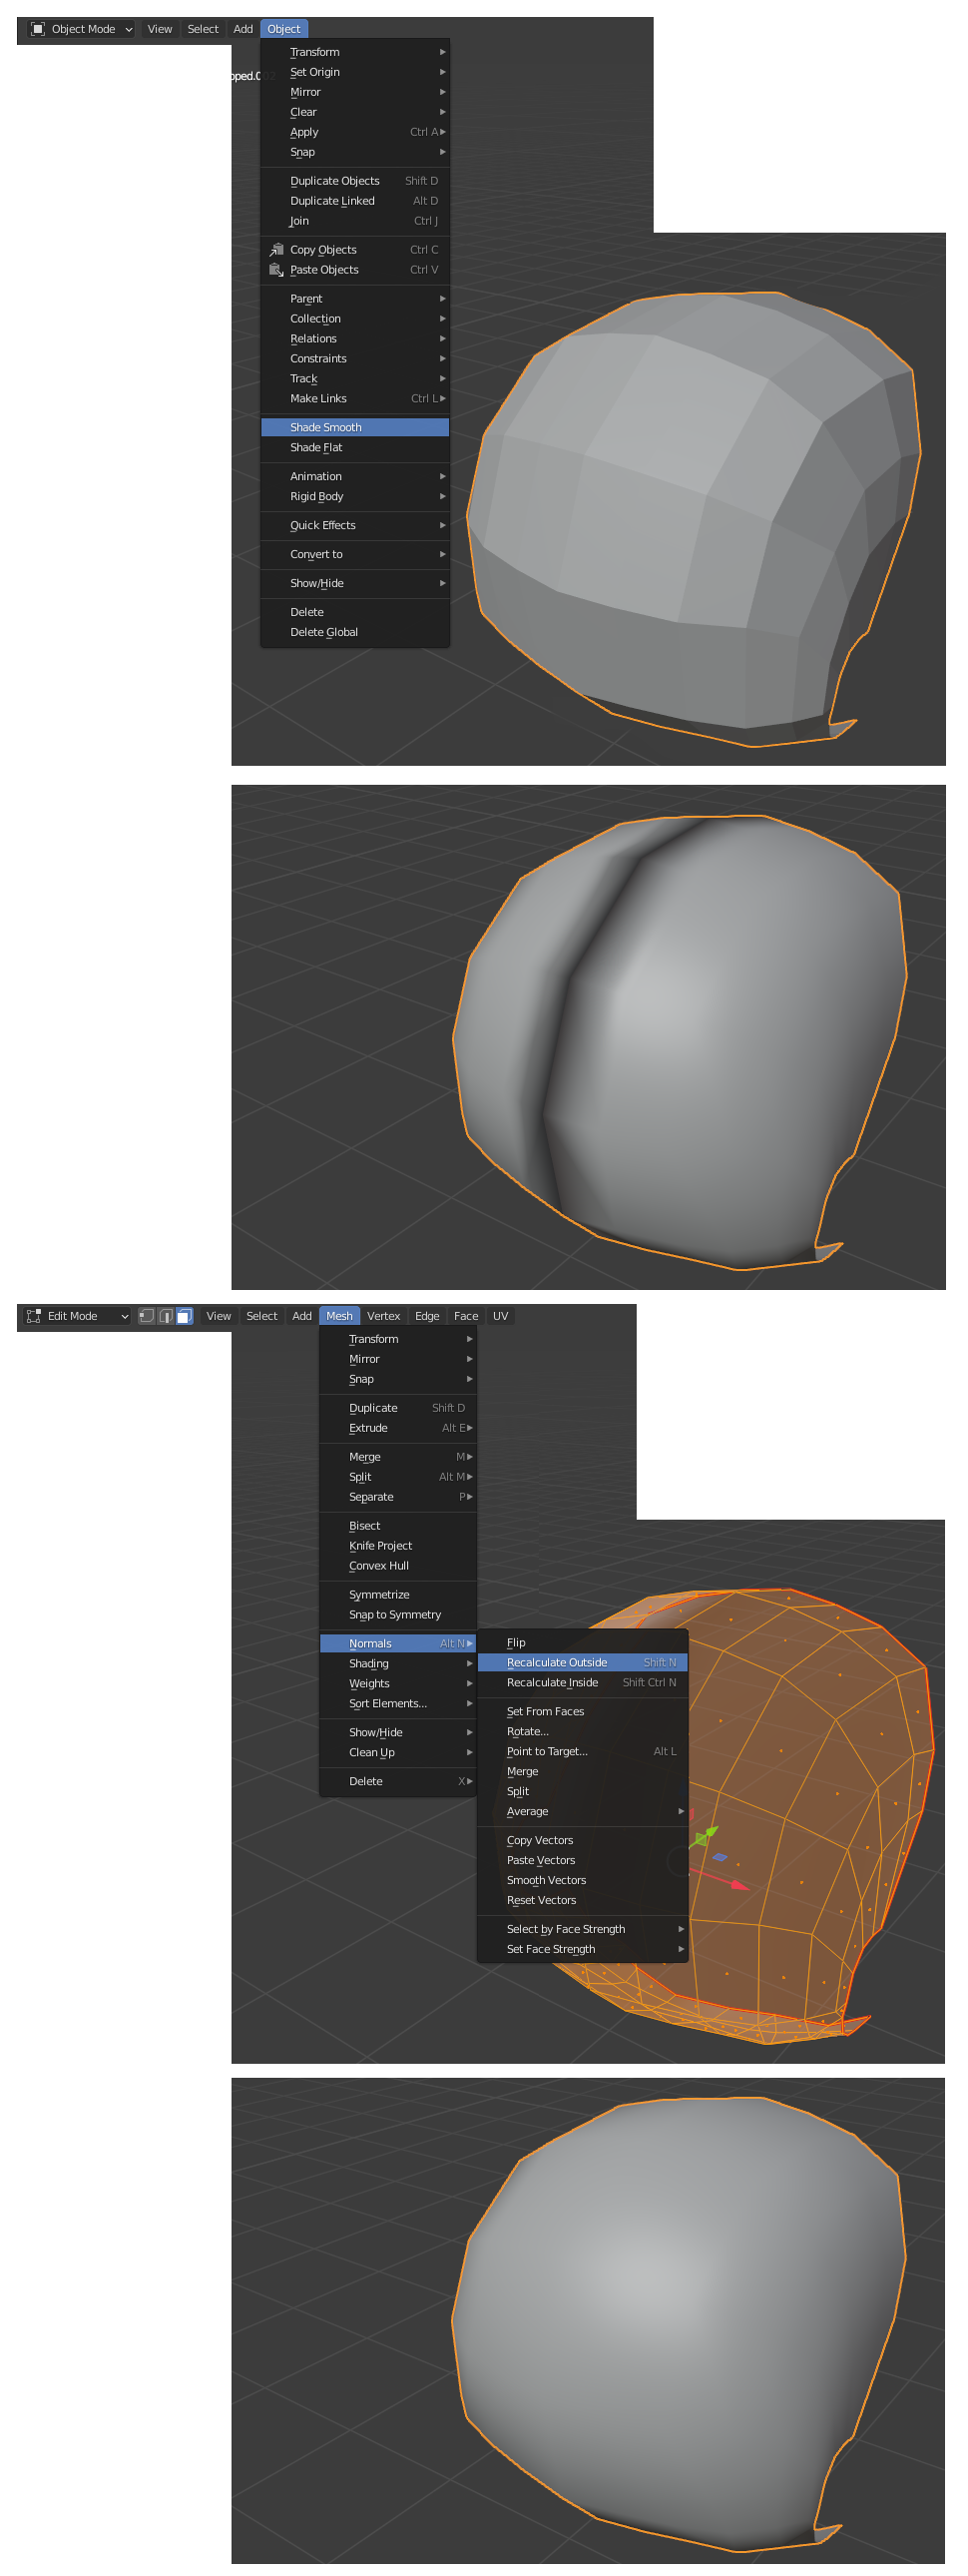 Object Mode View Select Add Object
pped.0
Transform
Set Origin
Mirror
Clear
Apply Ctrl A
Snap
Duplicate Objects Shift D
Duplicate Linked Alt D
Join Ctrl J
Copy Objects Ctrl C
Paste Objects Ctrl V
Parent
Collection
Relations
Constraints
Track
Make Links Ctrl L
Shade Smooth
Shade Flat
Animation
Rigid Body
Quick Effects
Convert to
Show/Hide
Delete
Delete Global
Edit Mode View Select Add Mesh Vertex Edge Face UV
Transform
Mirror
Snap
Duplicate Shift D
Extrude Alt E
Merge M
Split Alt M
Separate P
Bisect
Knife Project
Convex Hull
Symmetrize
Snap to Symmetry
Normals Alt N
Shading
Weights
Sort Elements...
Show/Hide
Clean Up
Delete X
Flip
Recalculate Outside Shift N
Recalculate Inside Shift Ctrl N
Set From Faces
Rotate...
Point to Target... Alt L
Merge
Split
Average
Copy Vectors
Paste Vectors
Smooth Vectors
Reset Vectors
Select by Face Strength
Set Face Strength